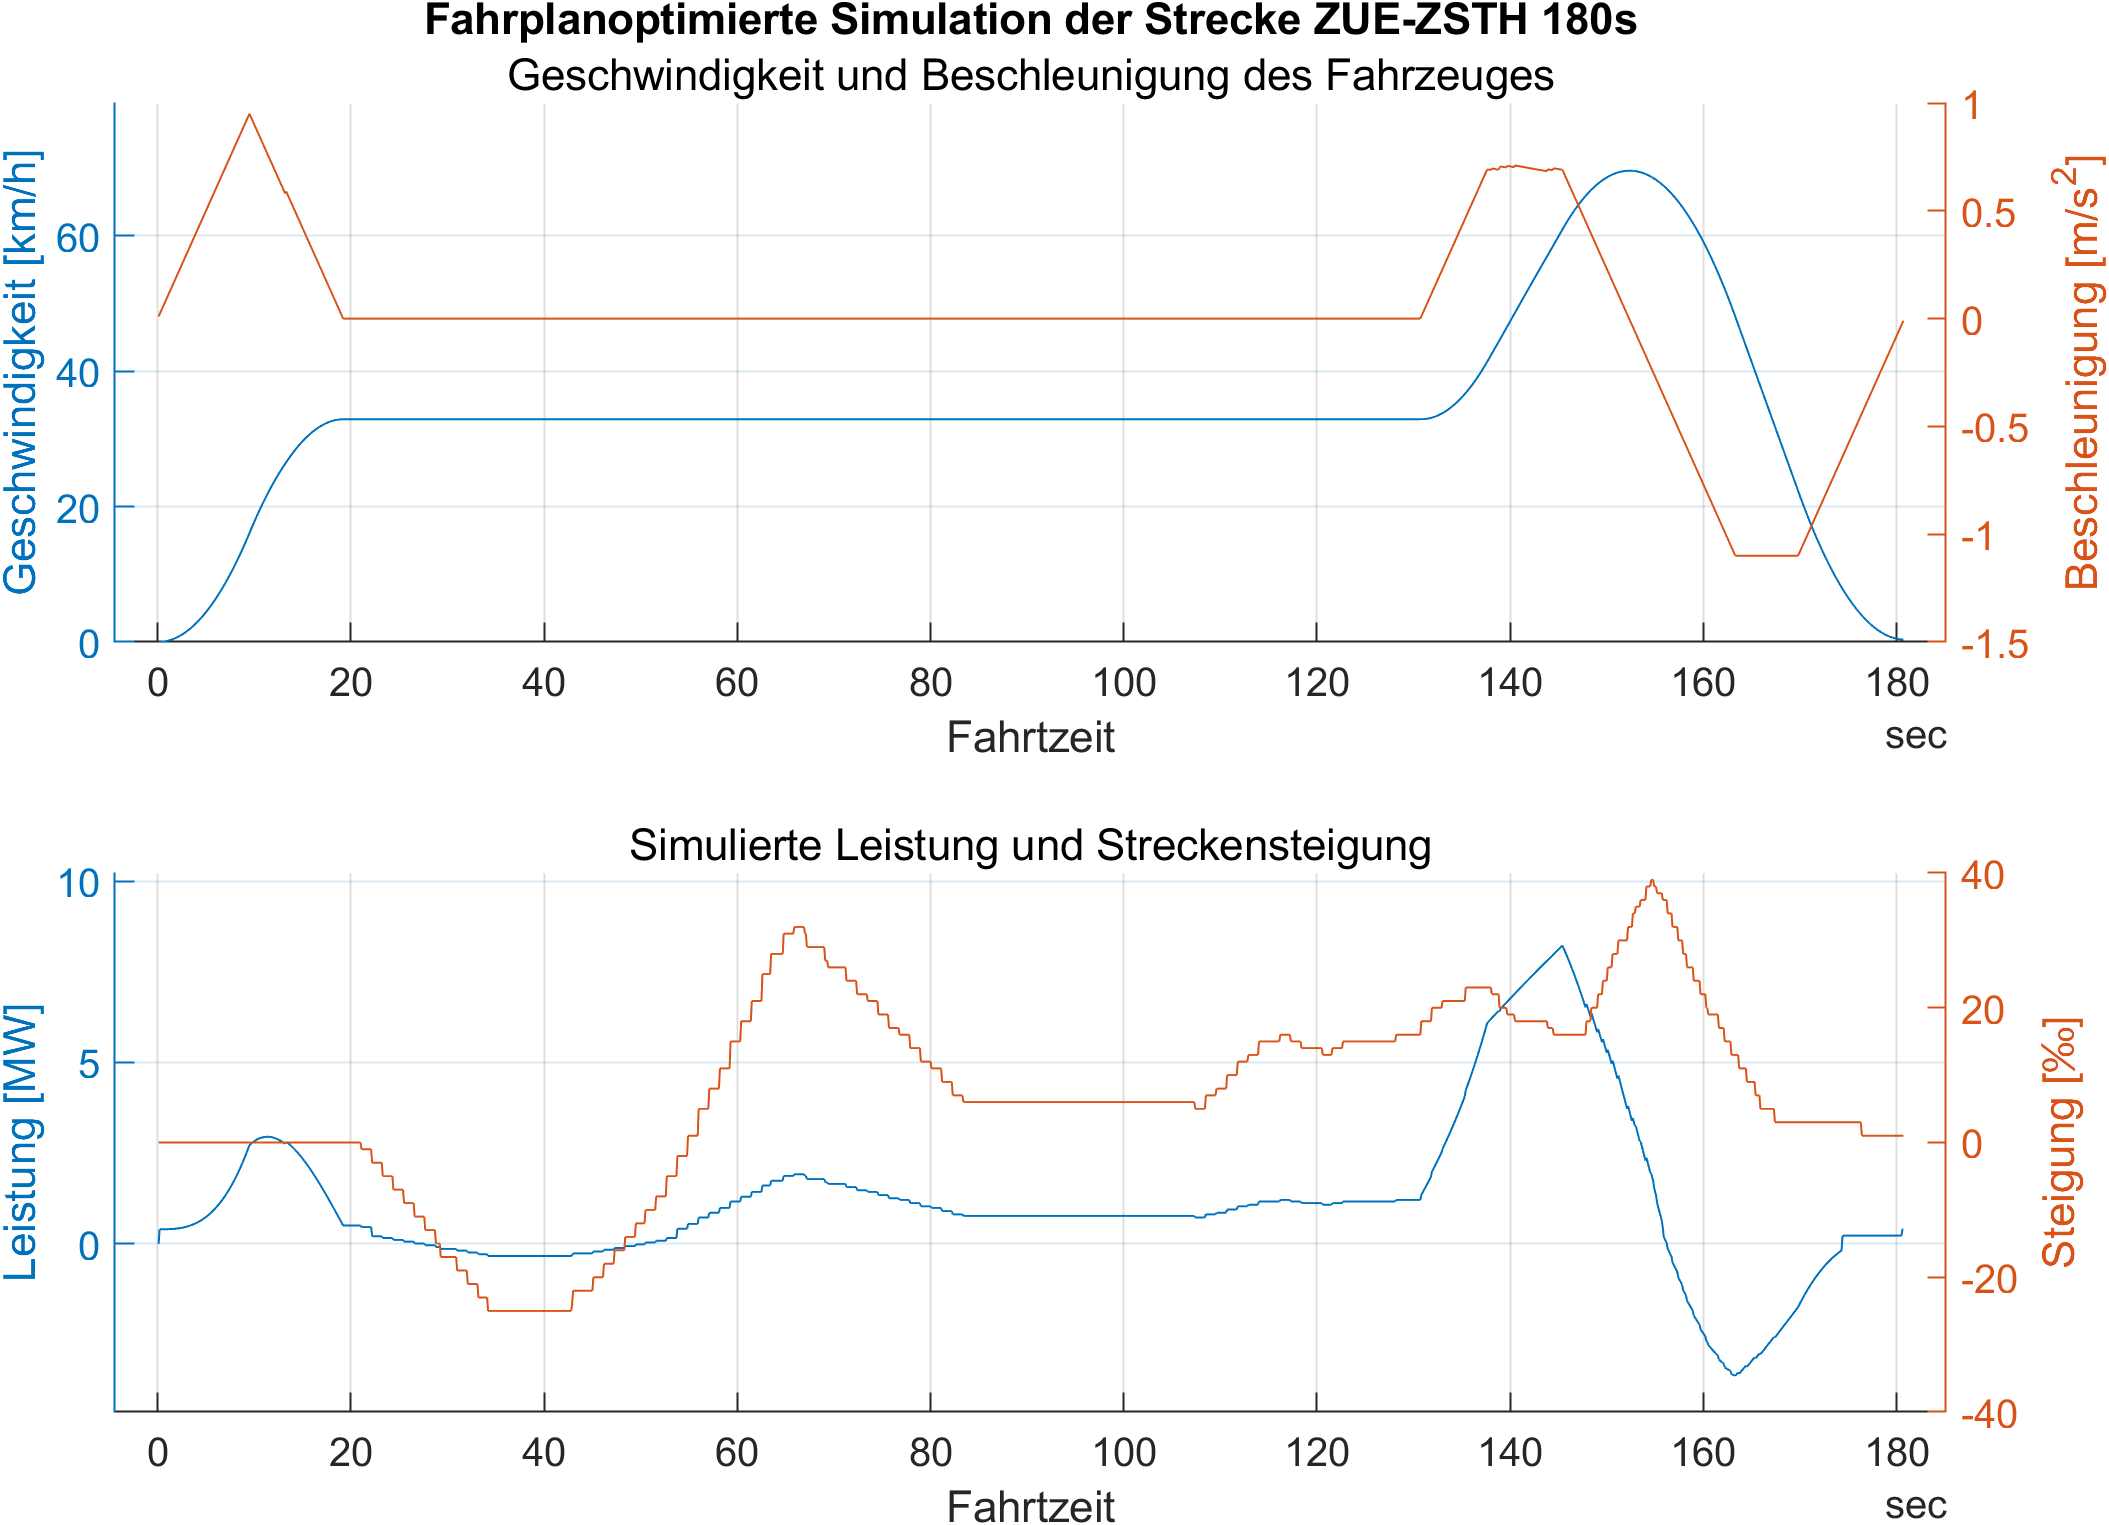 Fahrplanoptimierte Simulation der Strecke ZUE-ZSTH 180s
Geschwindigkeit und Beschleunigung des Fahrzeuges
Geschwindigkeit [km/h]
60
40
20
0
1
0.5
0
-0.5
-1
-1.5
Beschleunigung [m/s²]
0 20 40 60 80 100 120 140 160 180
Fahrtzeit
sec
Simulierte Leistung und Streckensteigung
Leistung [MW]
10
5
0
40
20
0
-20
-40
Steigung [‰]
0 20 40 60 80 100 120 140 160 180
Fahrtzeit
sec